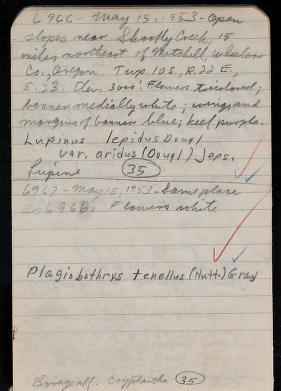 6966 - May 15, 1953 - Open
slopes near Shoofly Creek, 15
miles northeast of Mitchell, Wheeler
Co., Oregon, Twp. 10S, R. 22 E,
S. 23 Elev. 3000' Flowers two-toned;
banner medially white; wings and
margins of banner blue; keel purple.
Lupinus lepidus Dougl
var. aridus (Dougl.) Jeps.
Lupine (35)
6967 - May 15, 1953 - Same place
as 6966. Flowers white
Plagiobothrys tenellus (Nutt.) Gray
Boragaff. Cryptantha (35)